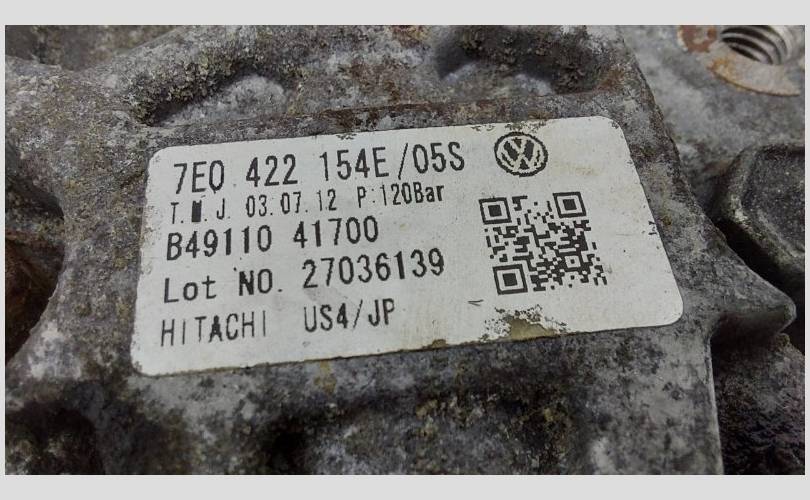 7E0 422 154E/05S
T. J. 03.07.12 P:120Bar
B49110 41700
Lot NO. 27036139
HITACHI US4/JP